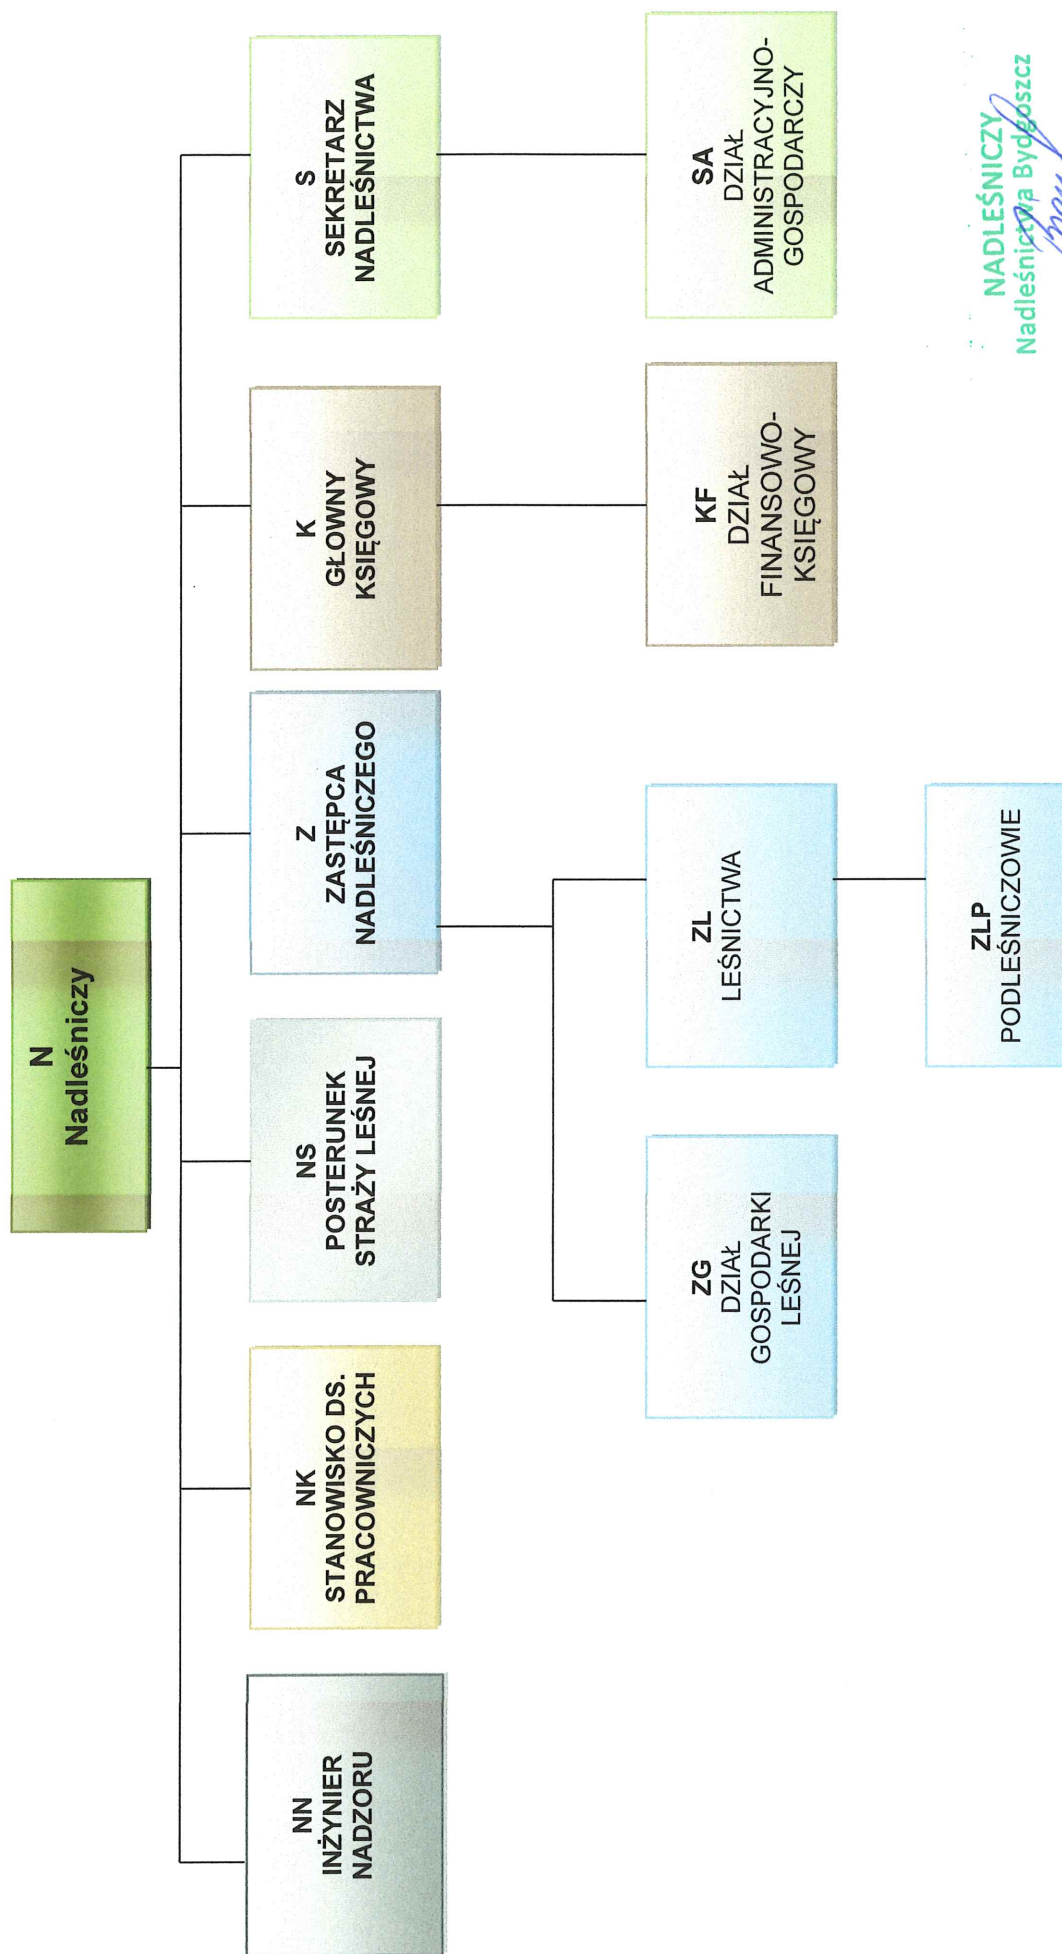 N
Nadleśniczy
NN
INŻYNIER
NADZORU
NK
STANOWISKO DS.
PRACOWNICZYCH
NS
POSTERUNEK
STRAŻY LEŚNEJ
Z
ZASTĘPCA
NADLEŚNICZEGO
K
GŁOWNY
KSIĘGOWY
S
SEKRETARZ
NADLEŚNICTWA
ZG
DZIAŁ
GOSPODARKI
LEŚNEJ
ZL
LEŚNICTWA
KF
DZIAŁ
FINANSOWO-
KSIĘGOWY
SA
DZIAŁ
ADMINISTRACYJNO-
GOSPODARCZY
ZLP
PODLEŚNICZOWIE
NADLEŚNICZY
Nadleśnictwa Bydgoszcz